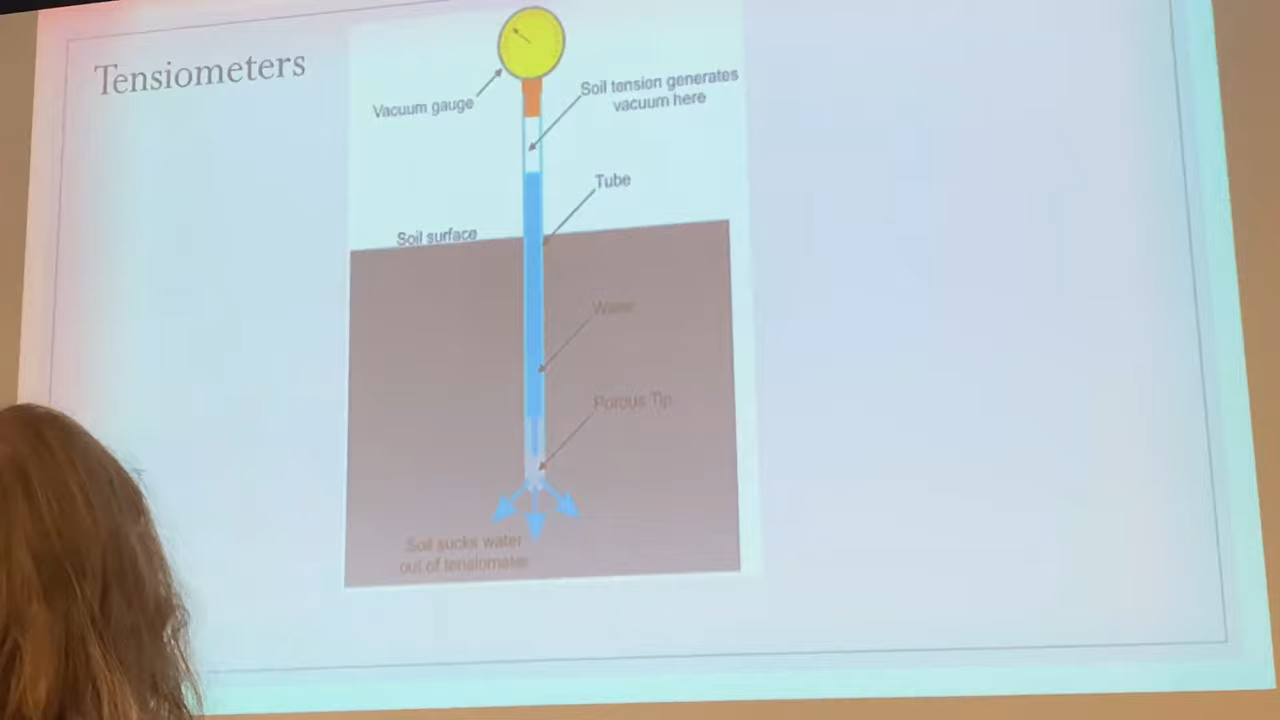 Tensiometers
Vacuum gauge
Soil tension generates
vacuum here
Tube
Soil surface
Water
Porous Tip
Soil sucks water
out of tensiometer